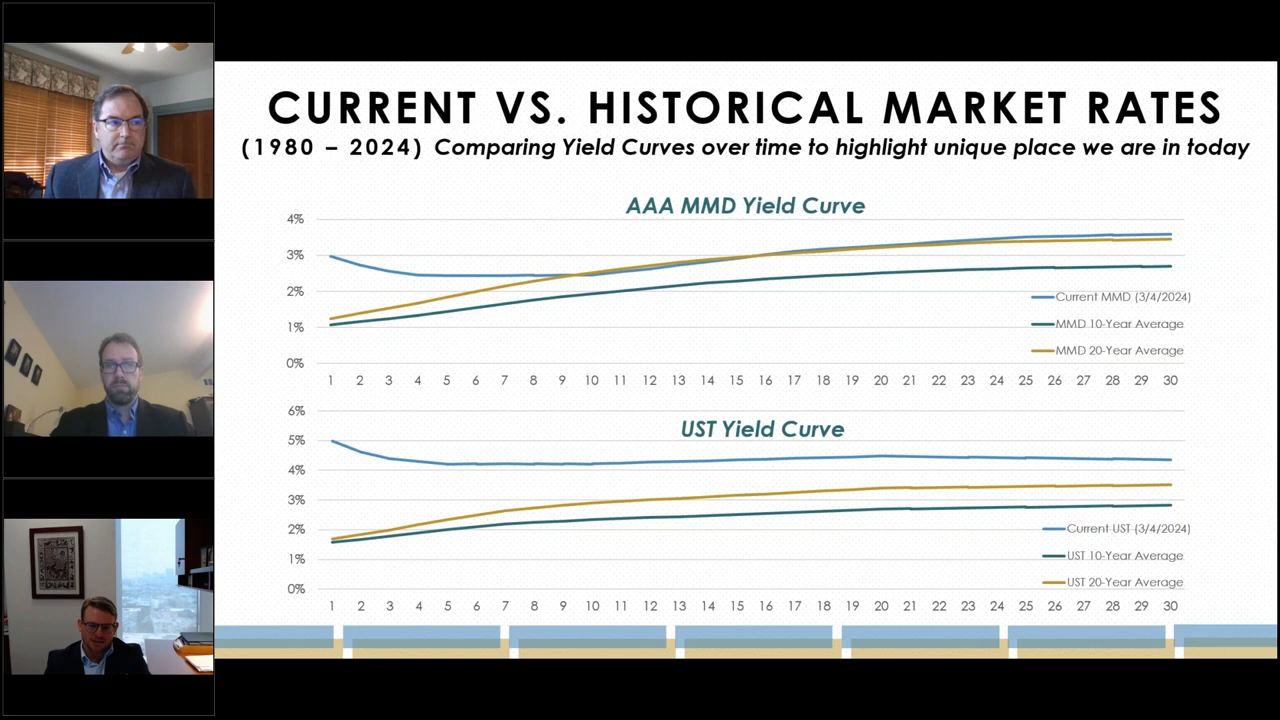 CURRENT VS. HISTORICAL MARKET RATES
(1980 – 2024) Comparing Yield Curves over time to highlight unique place we are in today
AAA MMD Yield Curve
4%
3%
2%
1%
0%
Current MMD (3/4/2024)
MMD 10-Year Average
MMD 20-Year Average
1 2 3 4 5 6 7 8 9 10 11 12 13 14 15 16 17 18 19 20 21 22 23 24 25 26 27 28 29 30
UST Yield Curve
6%
5%
4%
3%
2%
1%
0%
Current UST (3/4/2024)
UST 10-Year Average
UST 20-Year Average
1 2 3 4 5 6 7 8 9 10 11 12 13 14 15 16 17 18 19 20 21 22 23 24 25 26 27 28 29 30